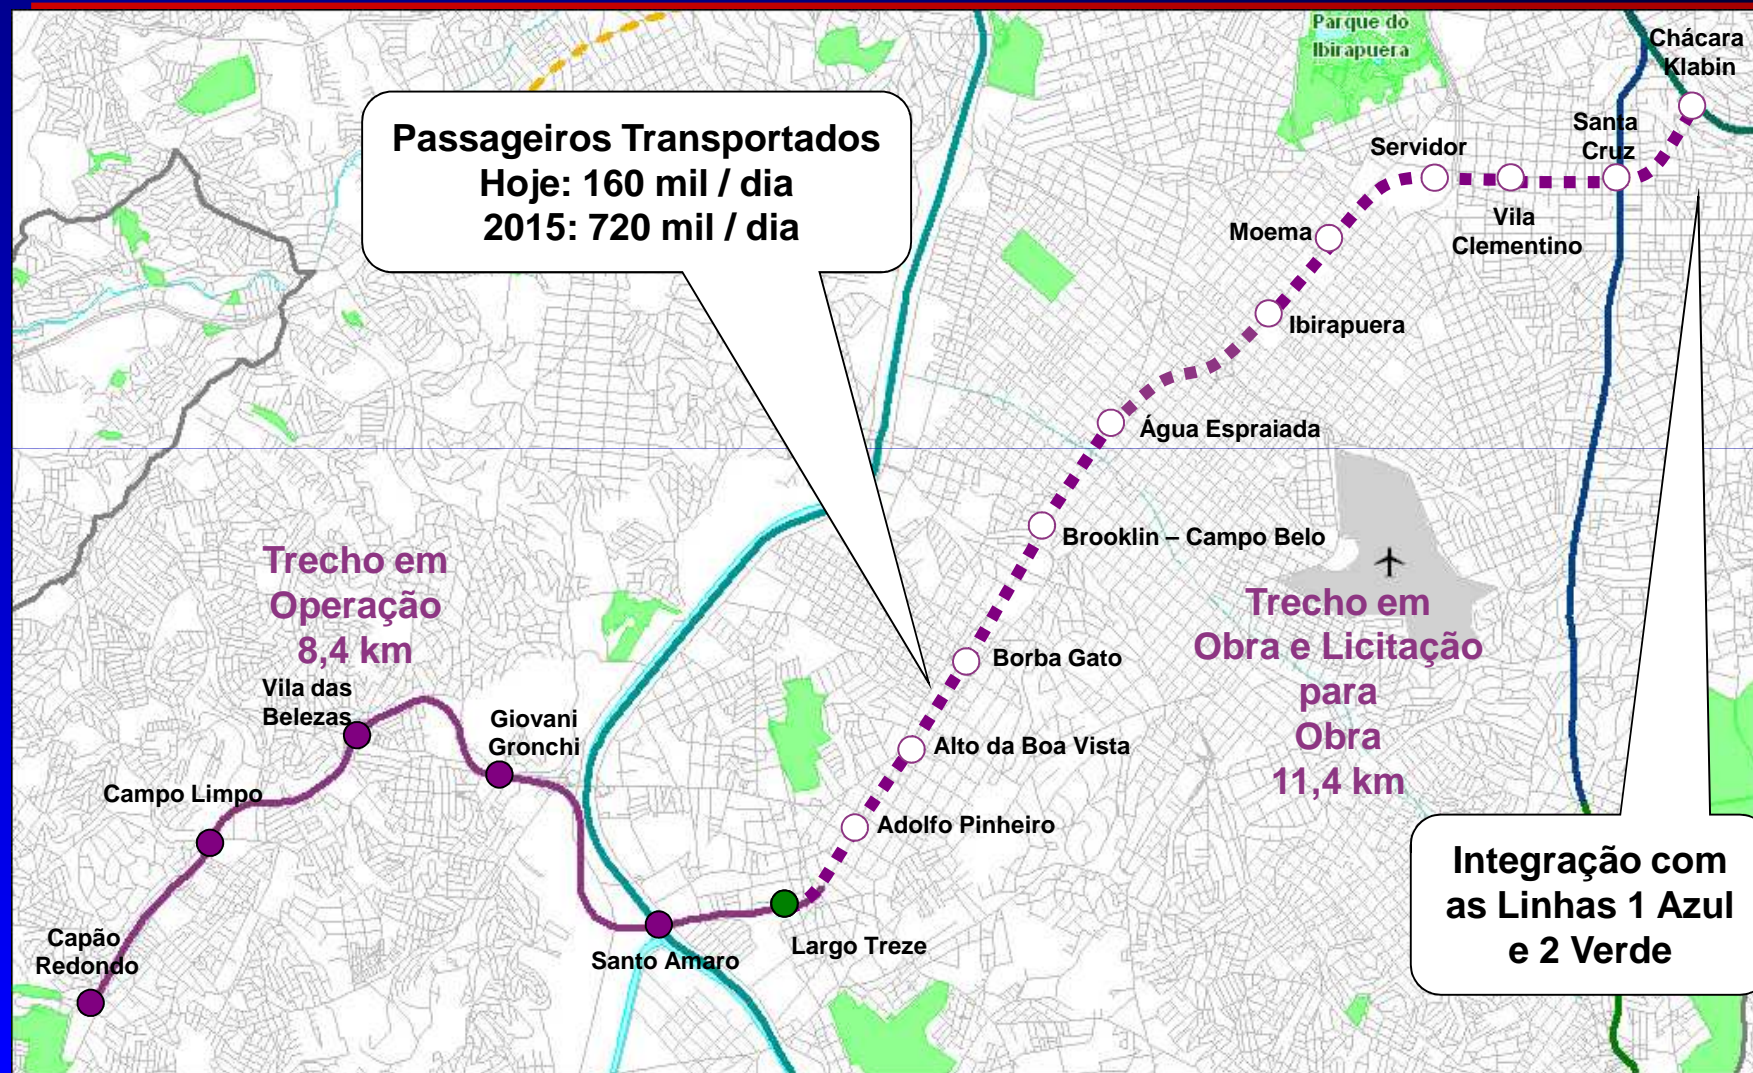 Parque do
Ibirapuera
Chácara
Klabin
Santa
Cruz
Servidor
Vila
Clementino
Moema
Ibirapuera
Passageiros Transportados
Hoje: 160 mil / dia
2015: 720 mil / dia
Água Espraiada
Brooklin – Campo Belo
Trecho em
Operação
8,4 km
Trecho em
Obra e Licitação
para
Obra
11,4 km
Borba Gato
Vila das
Belezas
Giovani
Gronchi
Alto da Boa Vista
Campo Limpo
Adolfo Pinheiro
Integração com
as Linhas 1 Azul
e 2 Verde
Capão
Redondo
Santo Amaro
Largo Treze